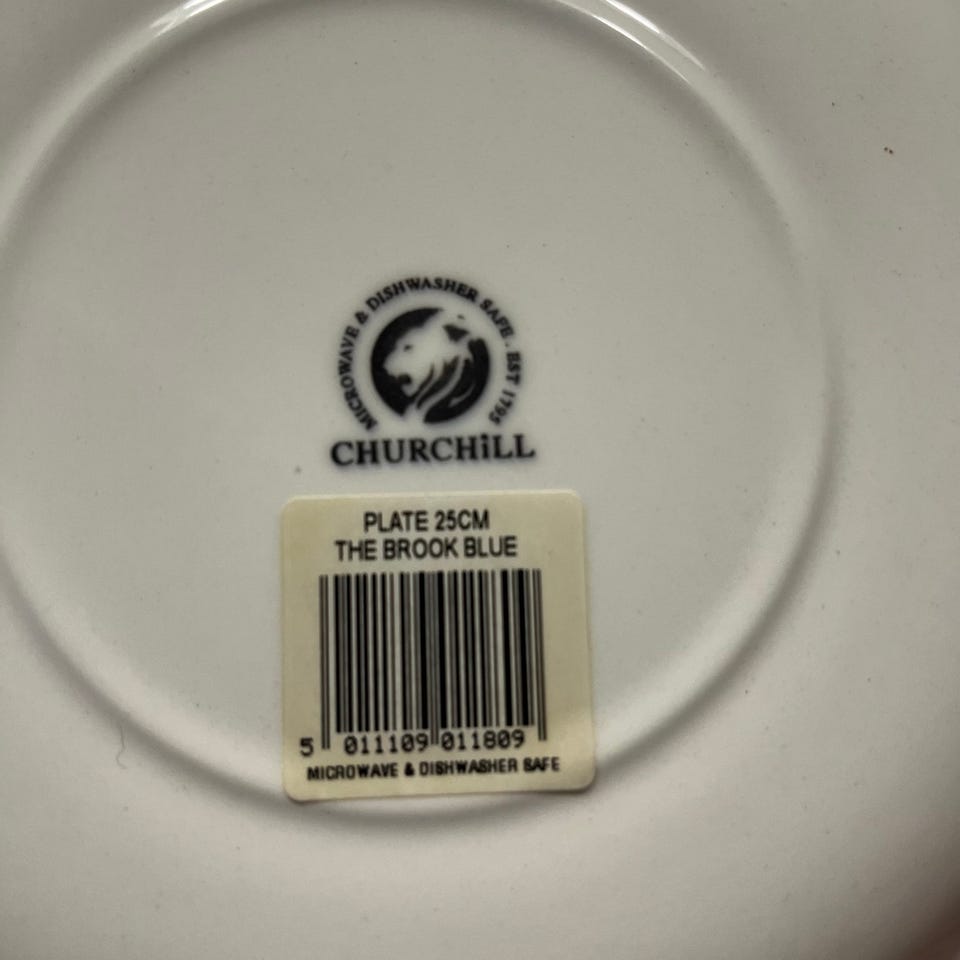 MICROWAVE & DISHWASHER SAFE . EST 1795
CHURCHiLL
PLATE 25CM
THE BROOK BLUE
5 011109 011809
MICROWAVE & DISHWASHER SAFE